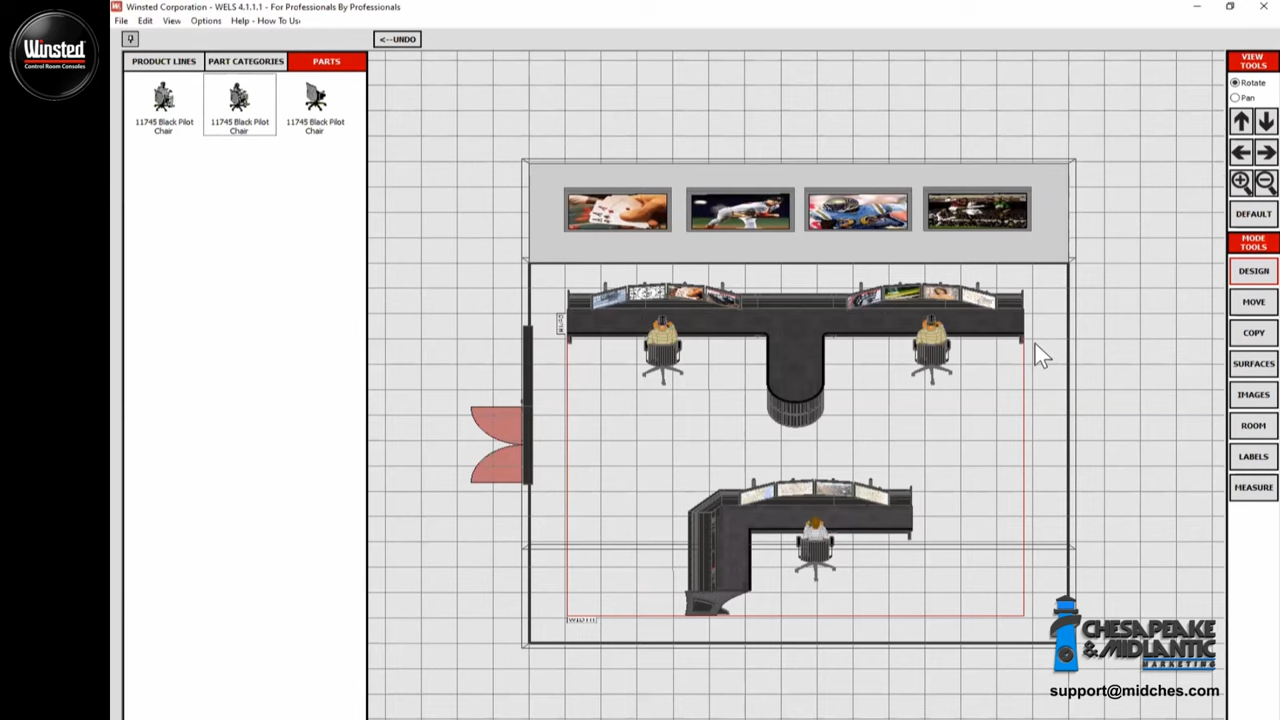 Winsted Corporation - WELS 4.1.1.1 - For Professionals By Professionals
Winsted
Control Room Consoles
File Edit View Options Help - How To Us
<--UNDO
PRODUCT LINES PART CATEGORIES PARTS
11745 Black Pilot Chair
11745 Black Pilot Chair
11745 Black Pilot Chair
VIEW TOOLS
Rotate
Pan
DEFAULT
MODE TOOLS
DESIGN
MOVE
COPY
SURFACES
IMAGES
ROOM
LABELS
MEASURE
WIDTH
CHESAPEAKE
& MIDLANTIC
MARKETING
support@midches.com